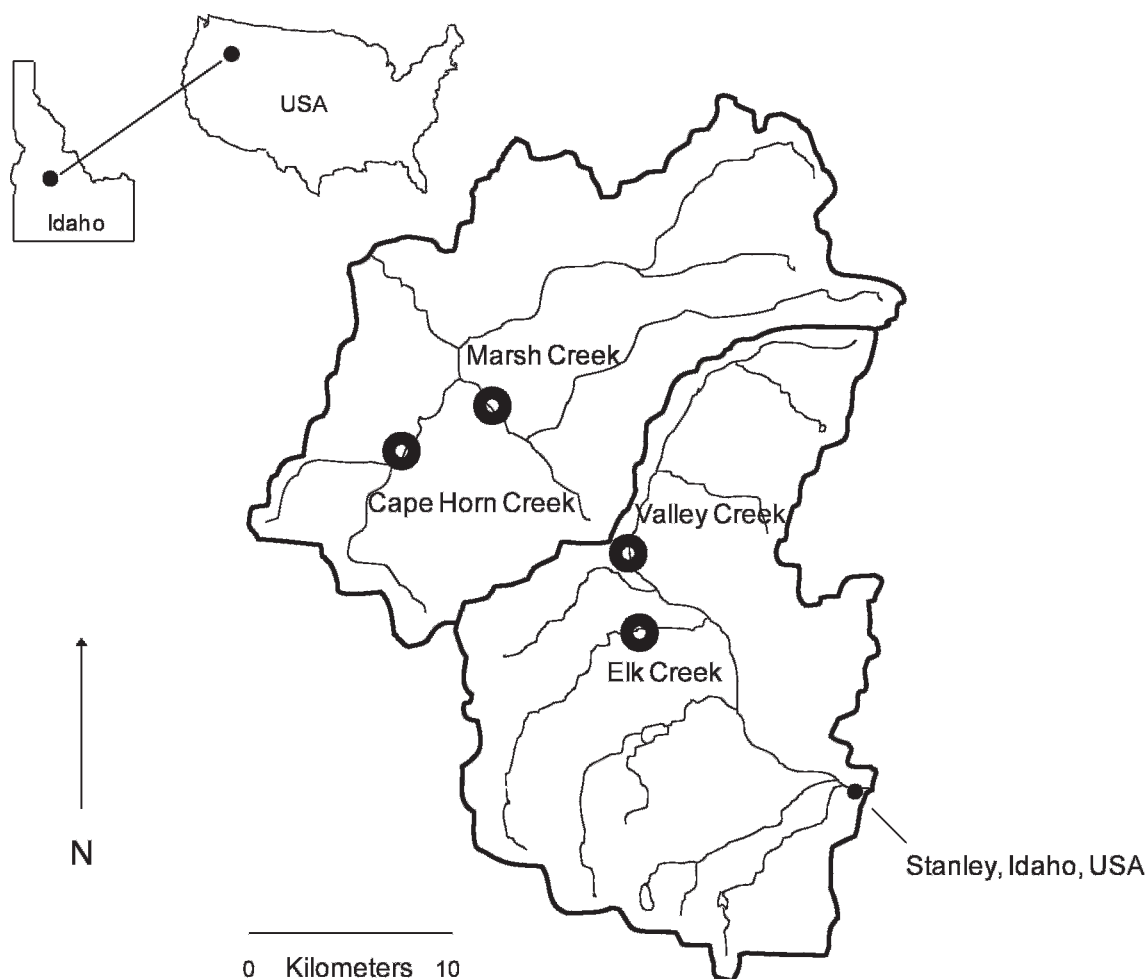 USA
Idaho
Marsh Creek
Cape Horn Creek
Valley Creek
Elk Creek
N
Stanley, Idaho, USA
0 Kilometers 10